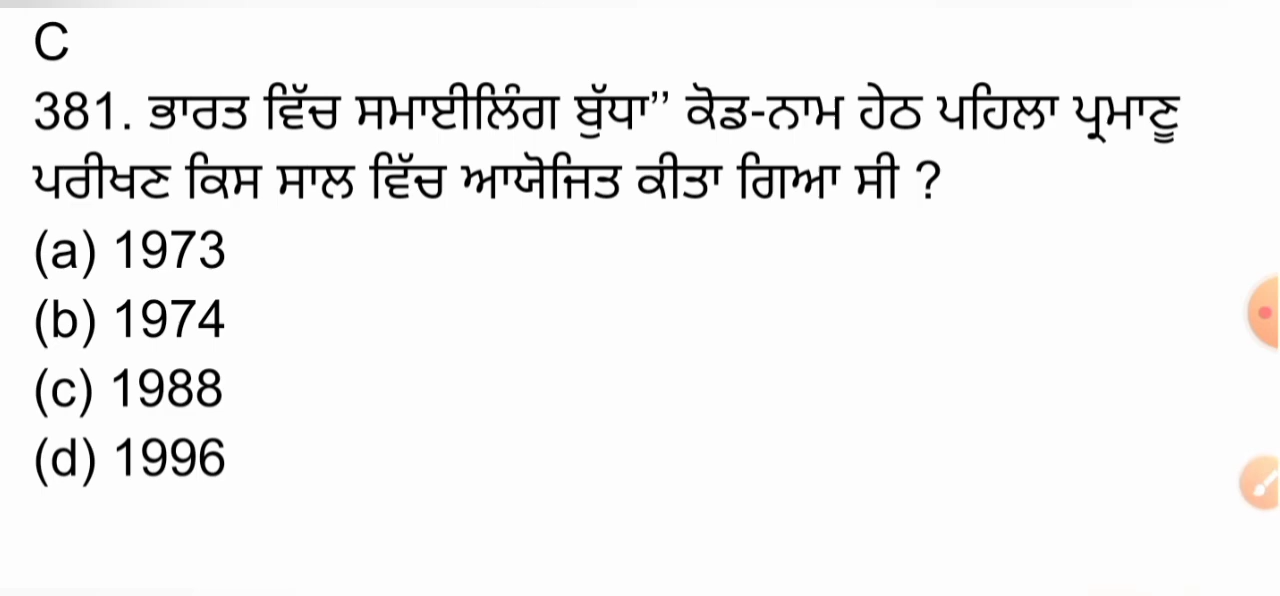 C
381. ਭਾਰਤ ਵਿੱਚ ਸਮਾਈਲਿੰਗ ਬੁੱਧਾ” ਕੋਡ-ਨਾਮ ਹੇਠ ਪਹਿਲਾ ਪ੍ਰਮਾਣੂ
ਪਰੀਖਣ ਕਿਸ ਸਾਲ ਵਿੱਚ ਆਯੋਜਿਤ ਕੀਤਾ ਗਿਆ ਸੀ ?
(a) 1973
(b) 1974
(c) 1988
(d) 1996